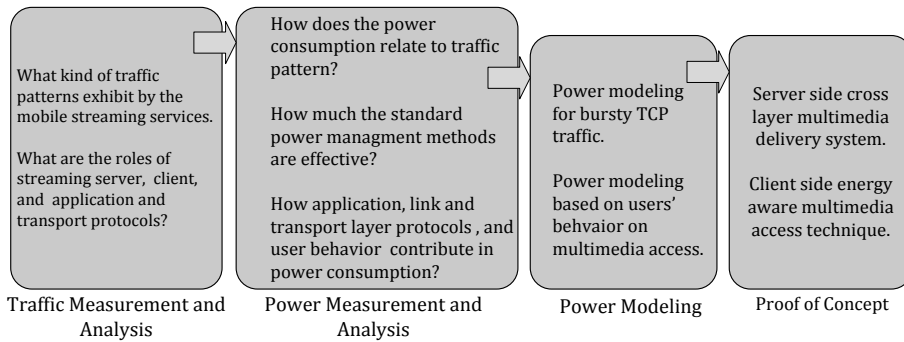 What kind of traffic
patterns exhibit by the
mobile streaming services.
What are the roles of
streaming server, client,
and application and
transport protocols?
Traffic Measurement and
Analysis
How does the power
consumption relate to traffic
pattern?
How much the standard
power managment methods
are effective?
How application, link and
transport layer protocols , and
user behavior contribute in
power consumption?
Power Measurement and
Analysis
Power modeling
for bursty TCP
traffic.
Power modeling
based on users'
behvaior on
multimedia access.
Power Modeling
Server side cross
layer multimedia
delivery system.
Client side energy
aware multimedia
access technique.
Proof of Concept